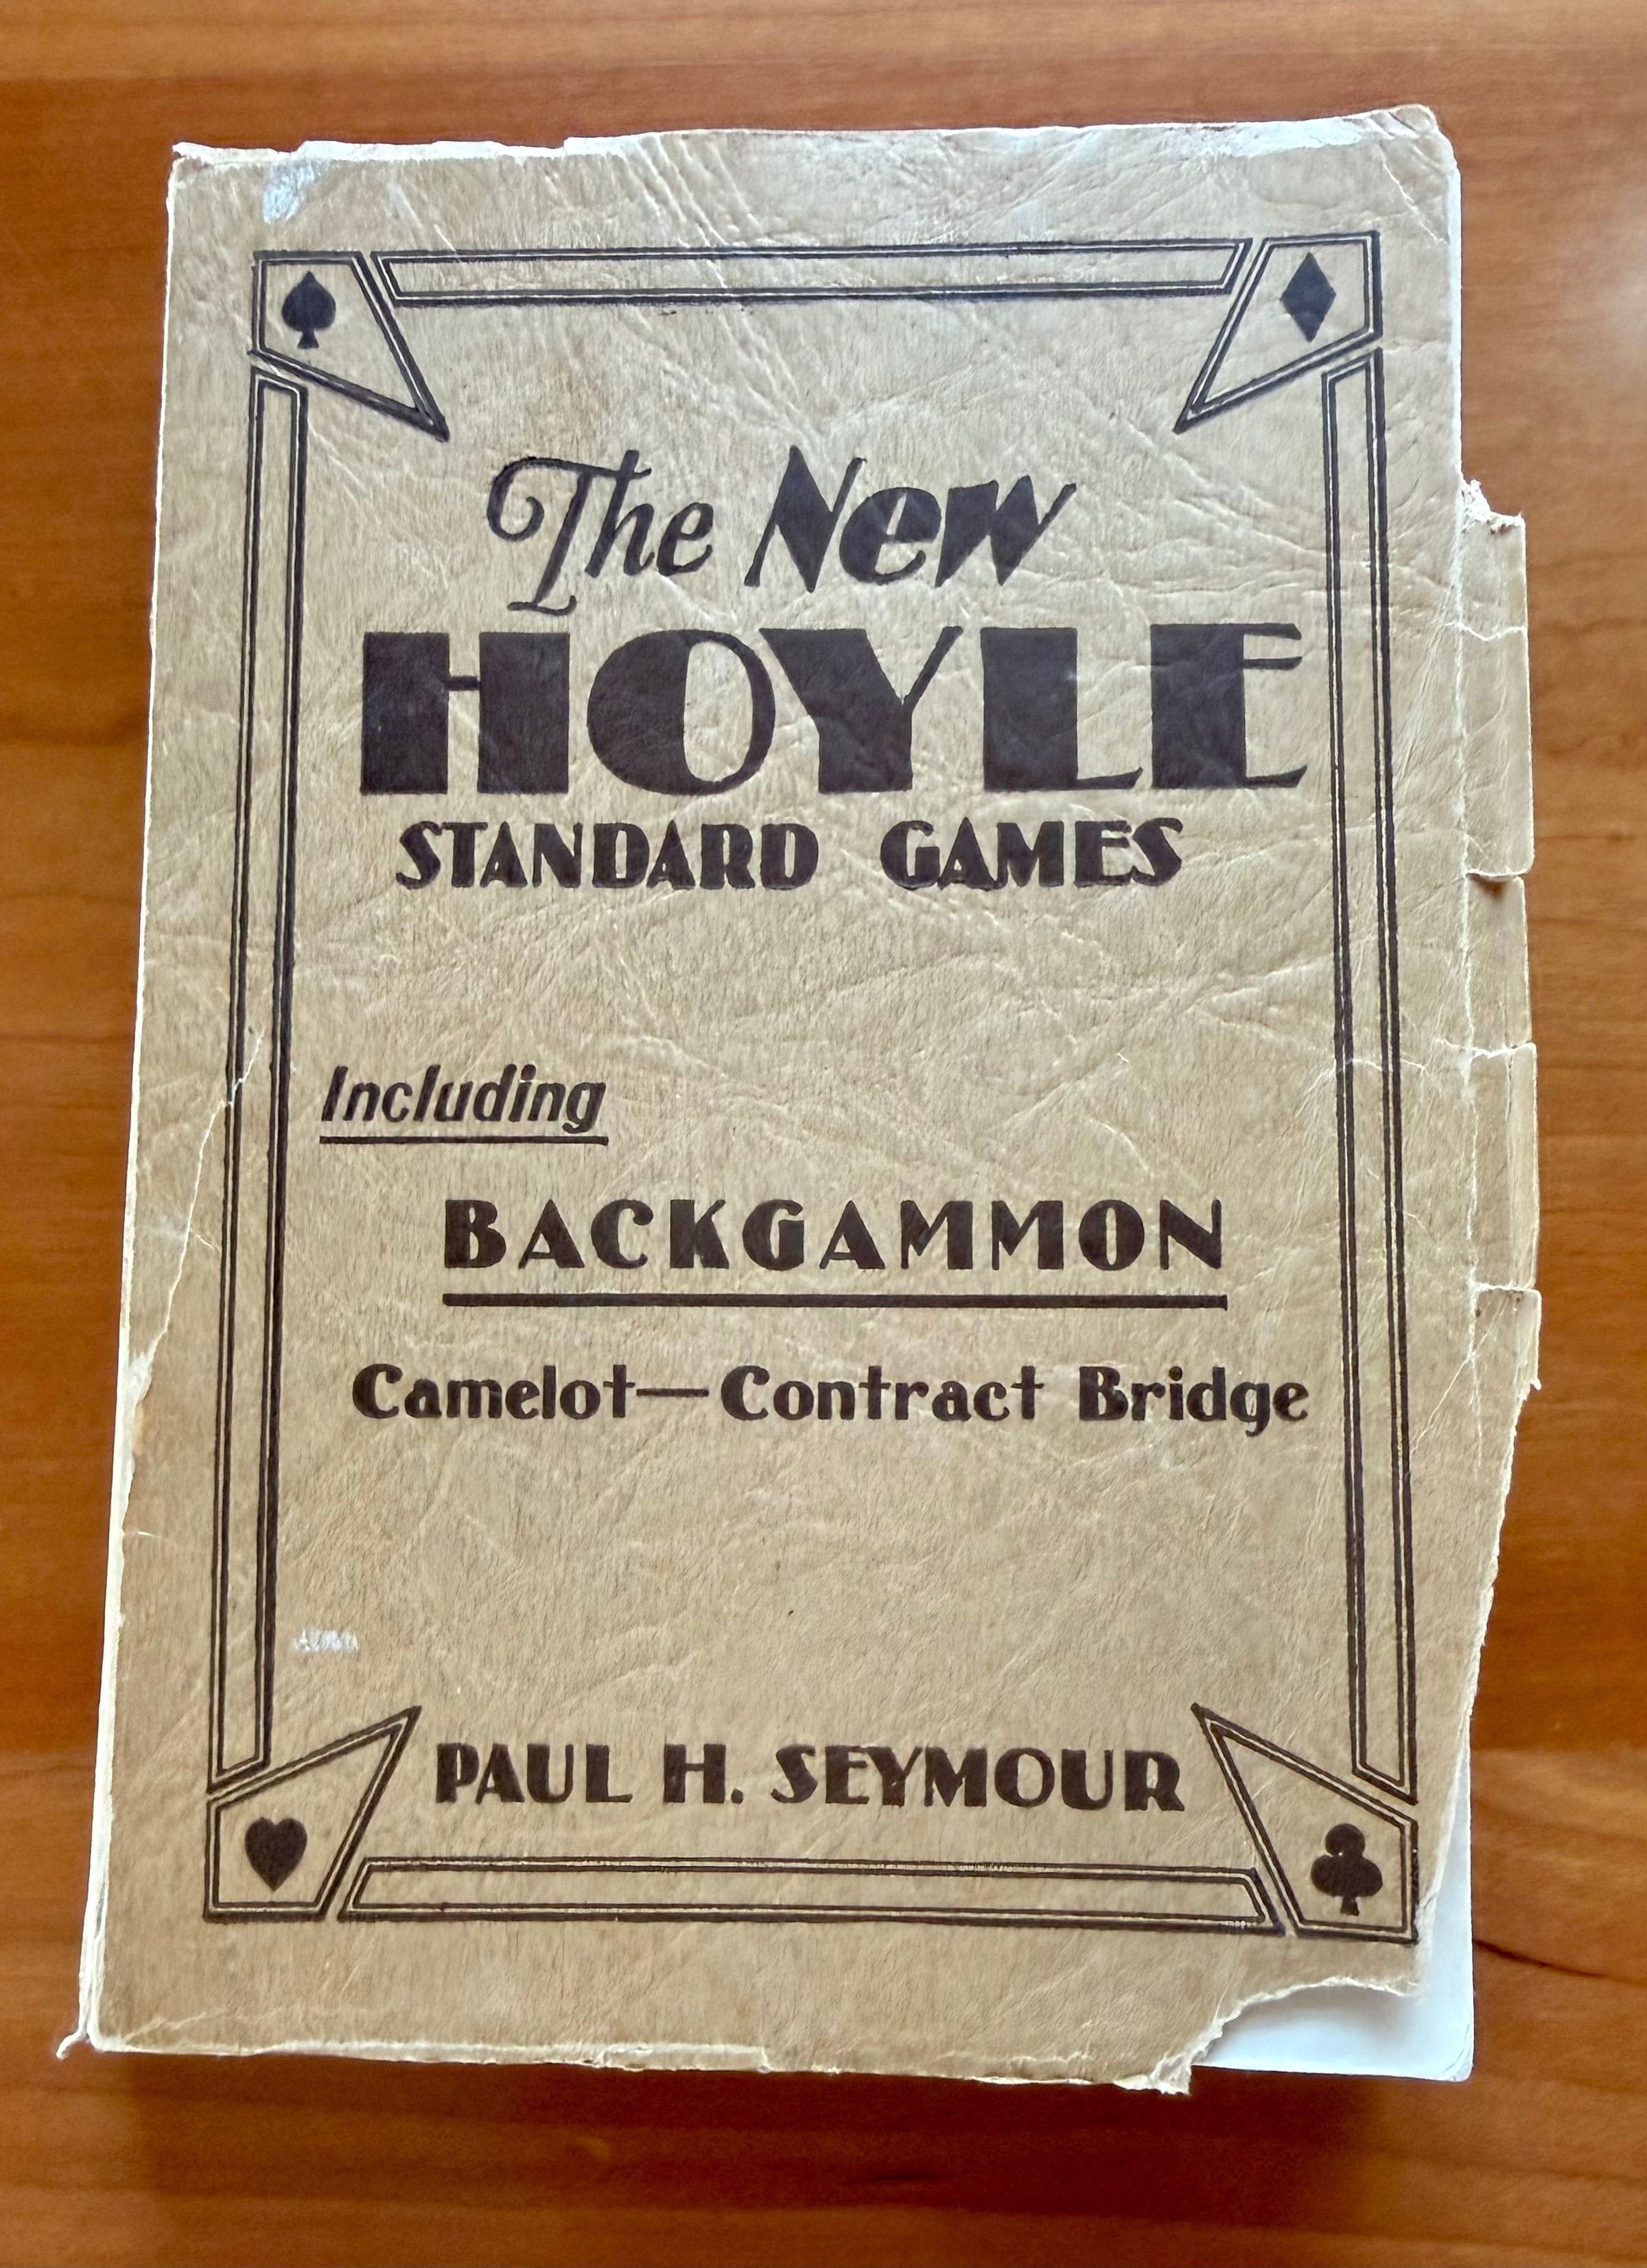 The New
HOYLE
STANDARD GAMES
Including
BACKGAMMON
Camelot—Contract Bridge
PAUL H. SEYMOUR